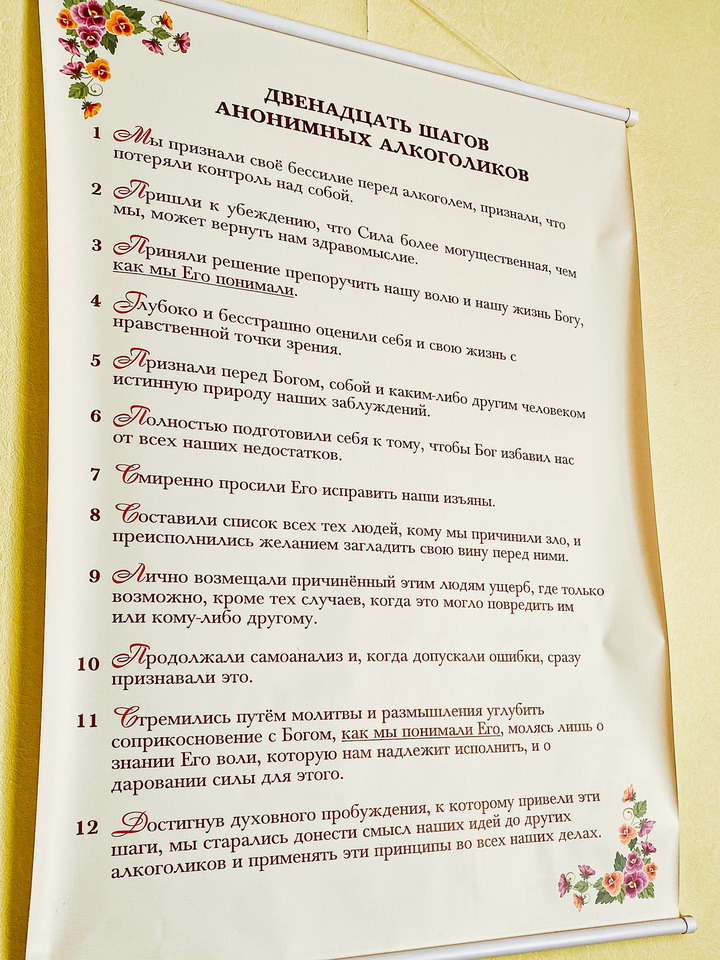 ДВЕНАДЦАТЬ ШАГОВ
АНОНИМНЫХ АЛКОГОЛИКОВ
1 Мы признали своё бессилие перед алкоголем, признали, что
потеряли контроль над собой.
2 Пришли к убеждению, что Сила более могущественная, чем
мы, может вернуть нам здравомыслие.
3 Приняли решение препоручить нашу волю и нашу жизнь Богу,
как мы Его понимали.
4 Глубоко и бесстрашно оценили себя и свою жизнь с
нравственной точки зрения.
5 Признали перед Богом, собой и каким-либо другим человеком
истинную природу наших заблуждений.
6 Полностью подготовили себя к тому, чтобы Бог избавил нас
от всех наших недостатков.
7 Смиренно просили Его исправить наши изъяны.
8 Составили список всех тех людей, кому мы причинили зло, и
преисполнились желанием загладить свою вину перед ними.
9 Лично возмещали причинённый этим людям ущерб, где только
возможно, кроме тех случаев, когда это могло повредить им
или кому-либо другому.
10 Продолжали самоанализ и, когда допускали ошибки, сразу
признавали это.
11 Стремились путём молитвы и размышления углубить
соприкосновение с Богом, как мы понимали Его, молясь лишь о
знании Его воли, которую нам надлежит исполнить, и о
даровании силы для этого.
12 Достигнув духовного пробуждения, к которому привели эти
шаги, мы старались донести смысл наших идей до других
алкоголиков и применять эти принципы во всех наших делах.